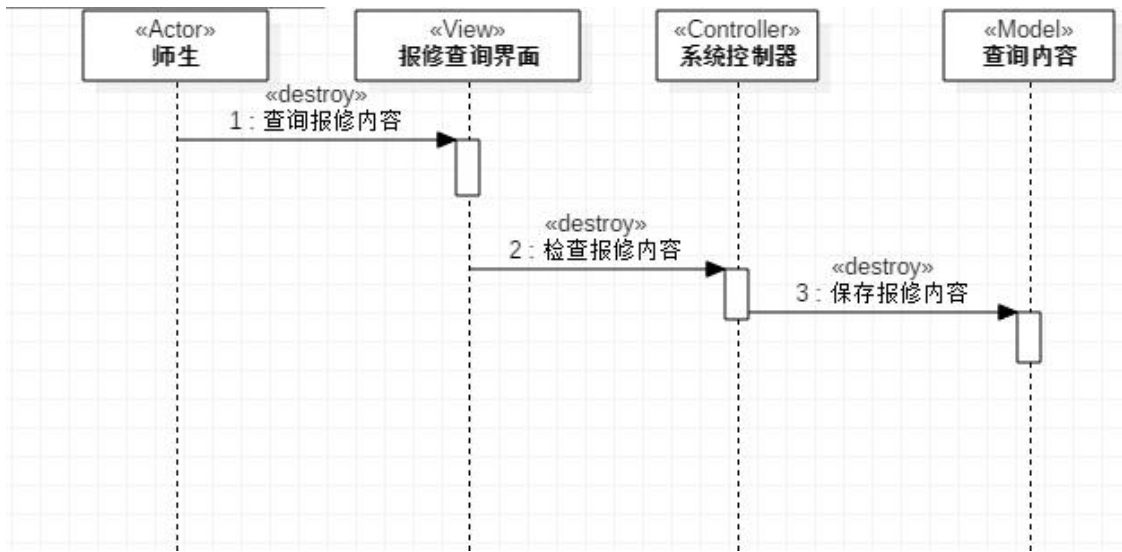 «Actor»
师生
«View»
报修查询界面
«Controller»
系统控制器
«Model»
查询内容
«destroy»
1 : 查询报修内容
«destroy»
2 : 检查报修内容
«destroy»
3 : 保存报修内容